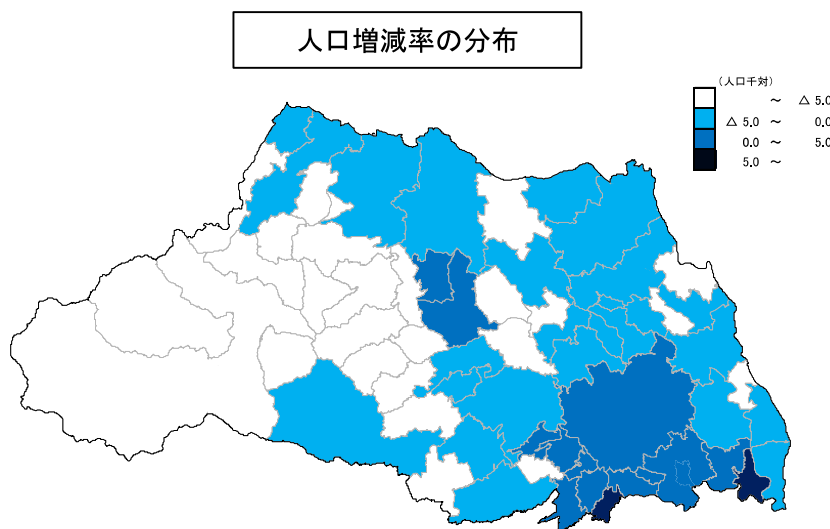 人口増減率の分布
(人口千対)
～ △ 5.0
△ 5.0 ～ 0.0
0.0 ～ 5.0
5.0 ～